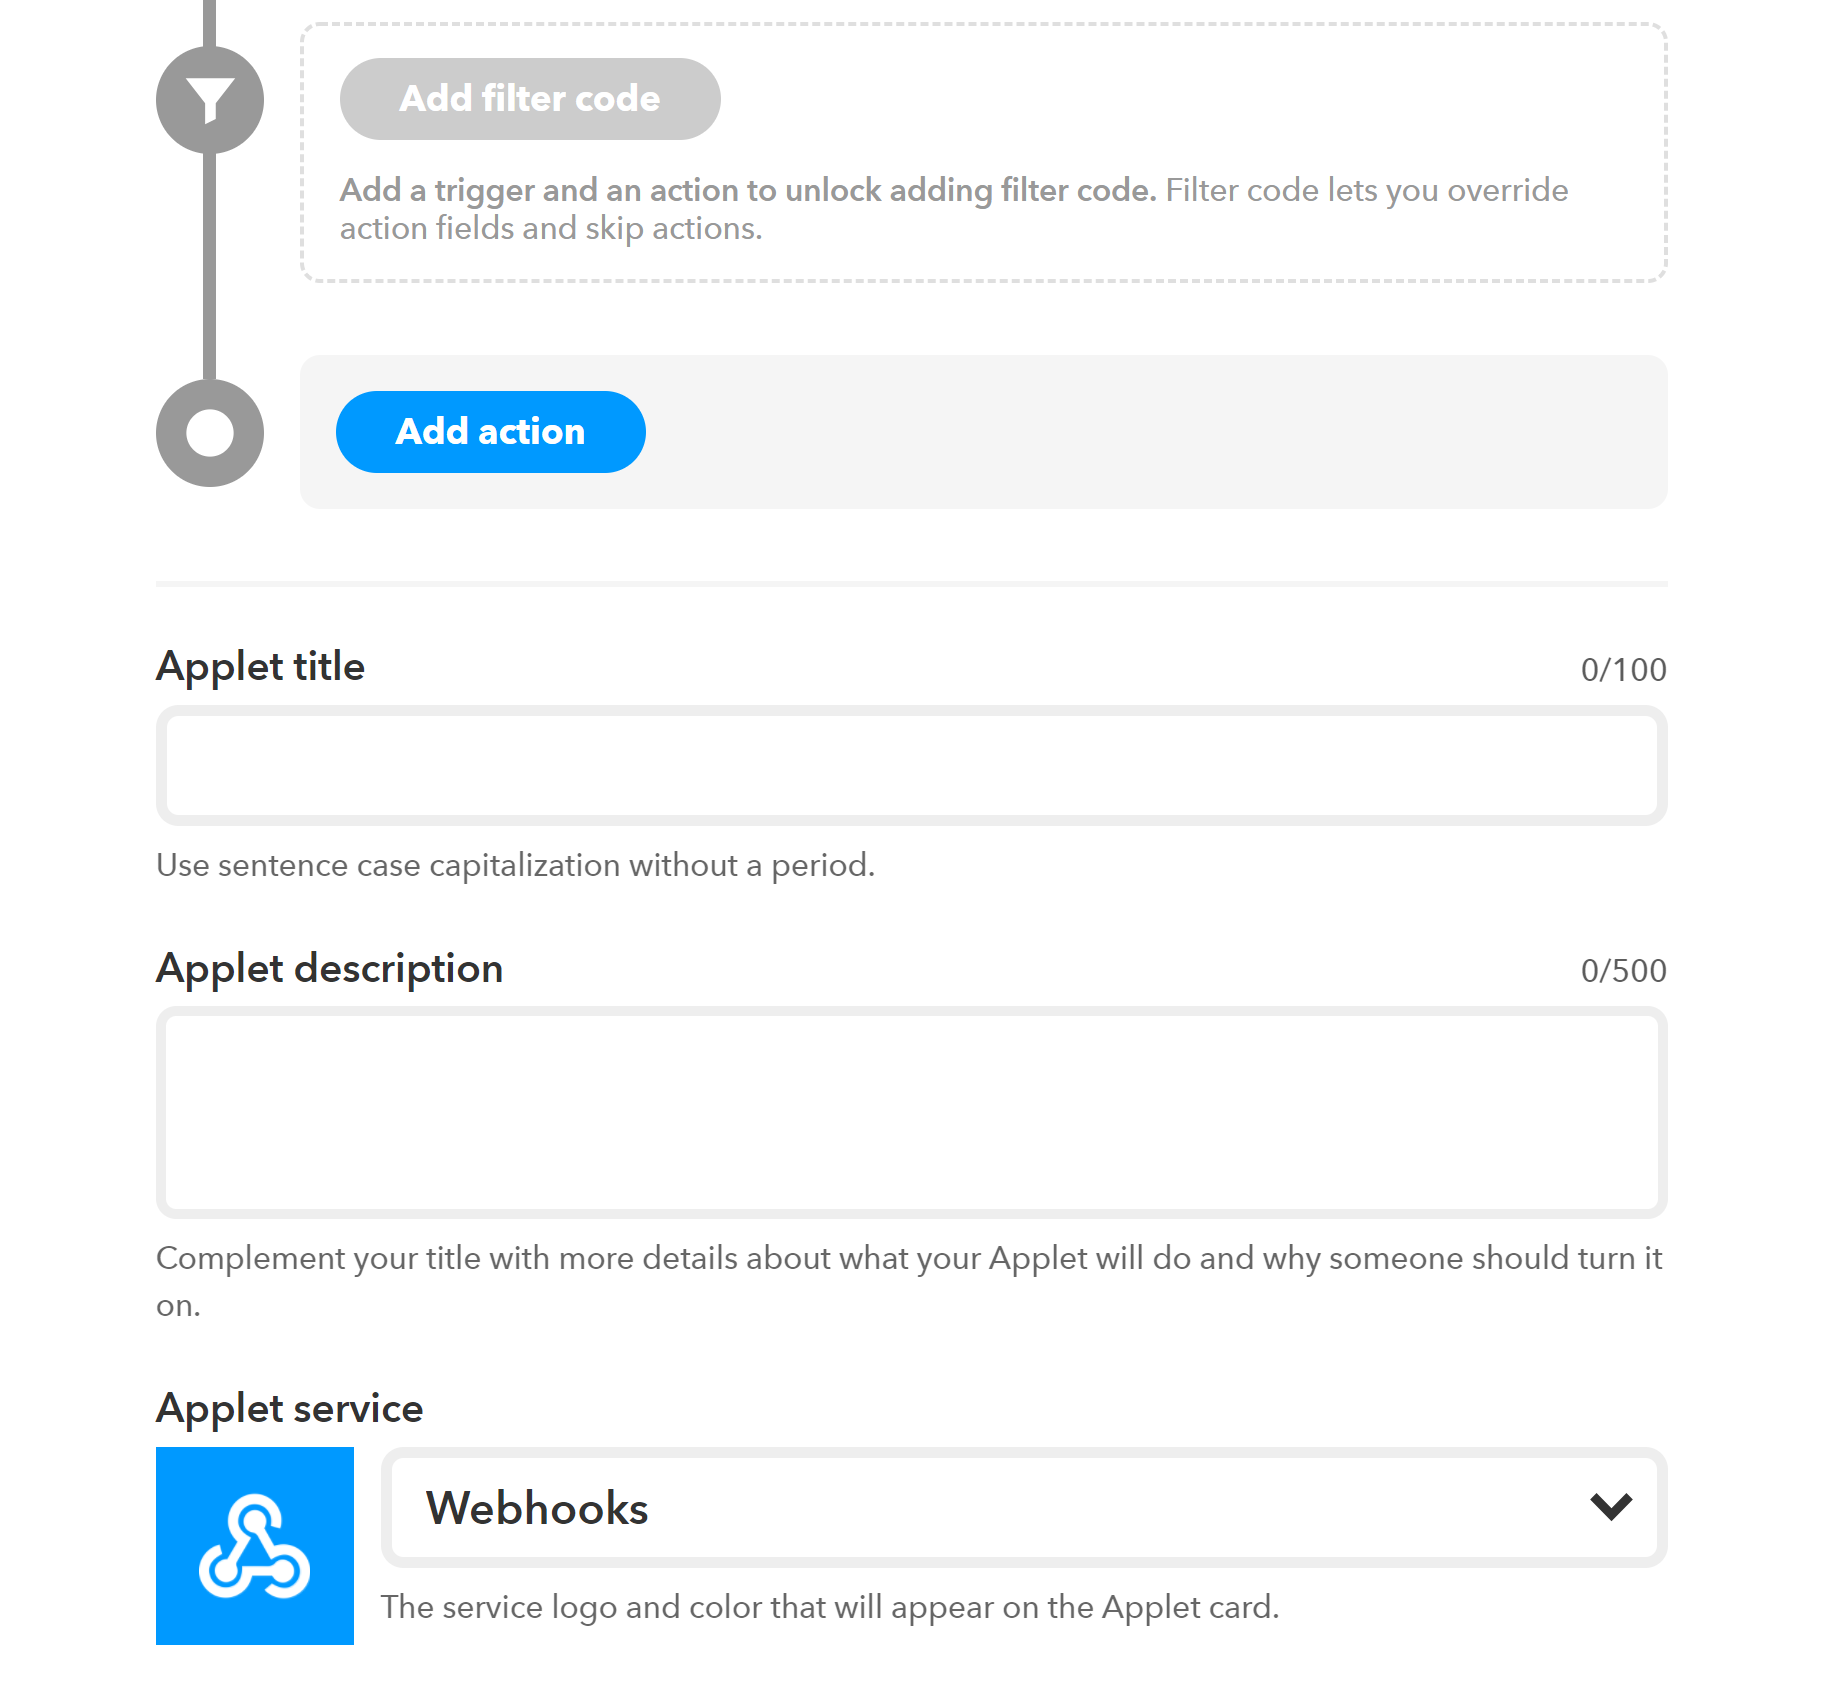 Add filter code
Add a trigger and an action to unlock adding filter code. Filter code lets you override
action fields and skip actions.
Add action
Applet title
0/100
Use sentence case capitalization without a period.
Applet description
0/500
Complement your title with more details about what your Applet will do and why someone should turn it
on.
Applet service
Webhooks
The service logo and color that will appear on the Applet card.